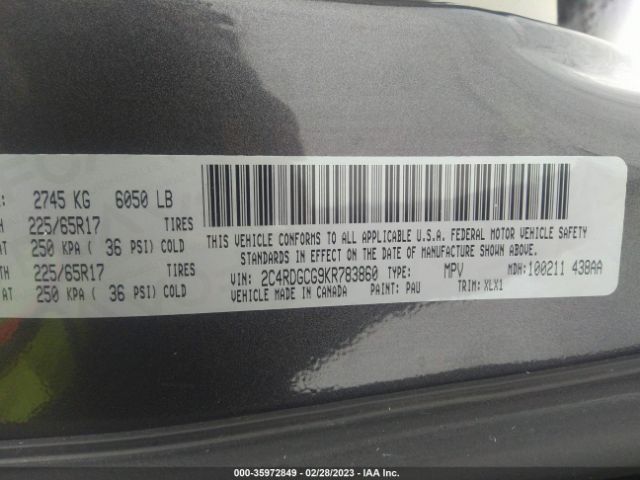 : 2745 KG 6050 LB
H 225/65R17 TIRES
AT 250 KPA ( 36 PSI) COLD
TH 225/65R17 TIRES
AT 250 KPA ( 36 PSI) COLD
THIS VEHICLE CONFORMS TO ALL APPLICABLE U.S.A. FEDERAL MOTOR VEHICLE SAFETY
STANDARDS IN EFFECT ON THE DATE OF MANUFACTURE SHOWN ABOVE.
VIN: 2C4RDGCG9KR783860 TYPE: MPV MDH: 100211 438AA
VEHICLE MADE IN CANADA PAINT: PAU TRIM: XLX1
000-35972849 - 02/28/2023 - IAA Inc.